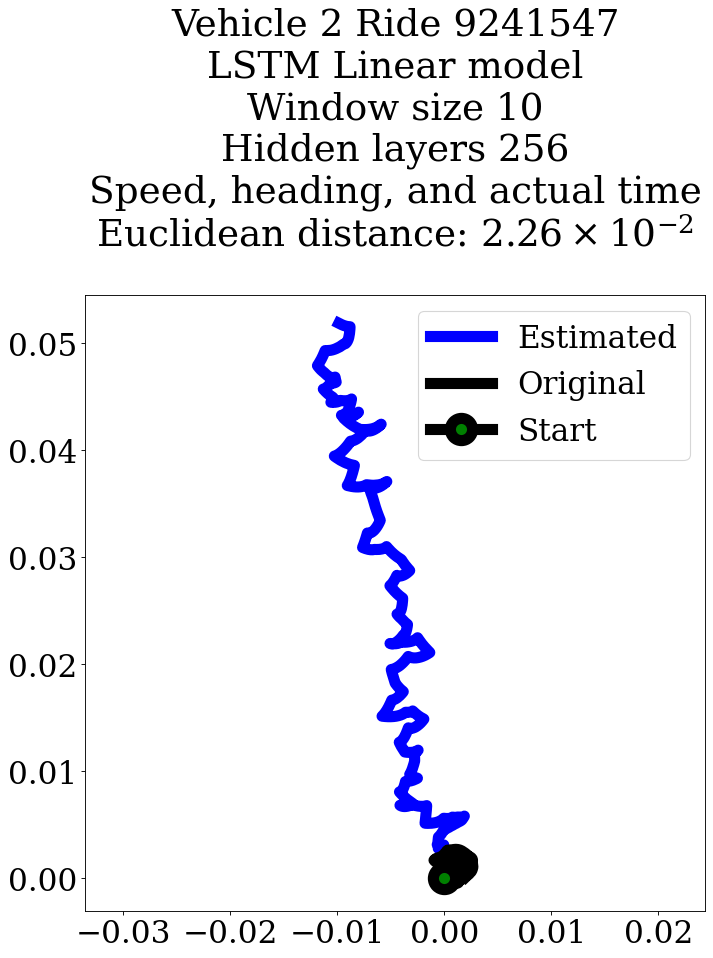 Vehicle 2 Ride 9241547
LSTM Linear model
Window size 10
Hidden layers 256
Speed, heading, and actual time
Euclidean distance: 2.26 × 10⁻²
Estimated
Original
Start
0.05
0.04
0.03
0.02
0.01
0.00
−0.03 −0.02 −0.01 0.00 0.01 0.02